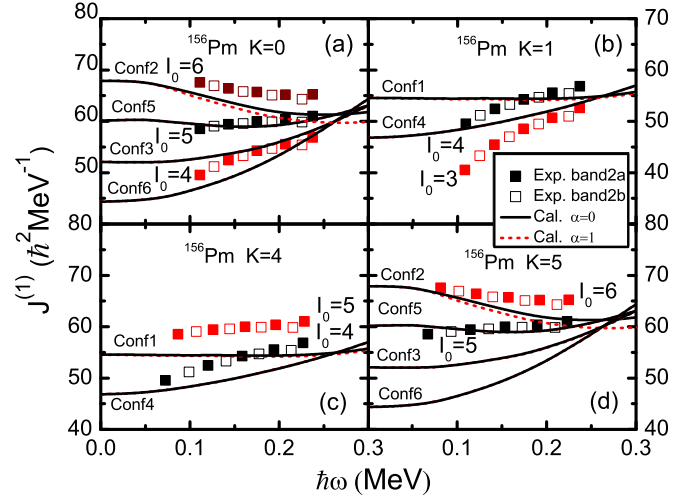 80
¹⁵⁶Pm K=0 (a)
Conf2
I₀=6
Conf5
I₀=5
Conf3
I₀=4
Conf6
70
60
50
80
¹⁵⁶Pm K=1 (b)
Conf1
Conf4
I₀=4
I₀=3
70
60
50
40
Exp. band2a
Exp. band2b
Cal. α=0
Cal. α=1
J⁽¹⁾ (ℏ²MeV⁻¹)
¹⁵⁶Pm K=4
I₀=5
I₀=4
Conf1
Conf4
(c)
70
60
50
40
0.0 0.1 0.2 0.3
¹⁵⁶Pm K=5
Conf2
I₀=6
Conf5
I₀=5
Conf3
Conf6
(d)
80
70
60
50
40
0.1 0.2 0.3
ℏω (MeV)